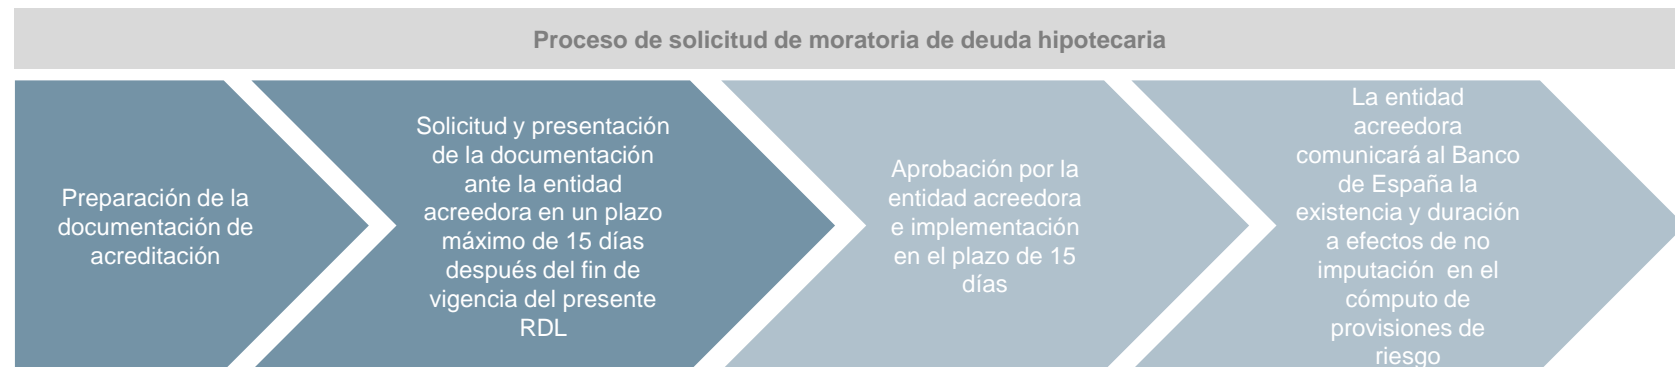 Proceso de solicitud de moratoria de deuda hipotecaria
Preparación de la
documentación de
acreditación
Solicitud y presentación
de la documentación
ante la entidad
acreedora en un plazo
máximo de 15 días
después del fin de
vigencia del presente
RDL
Aprobación por la
entidad acreedora
e implementación
en el plazo de 15
días
La entidad
acreedora
comunicará al Banco
de España la
existencia y duración
a efectos de no
imputación en el
cómputo de
provisiones de
riesgo